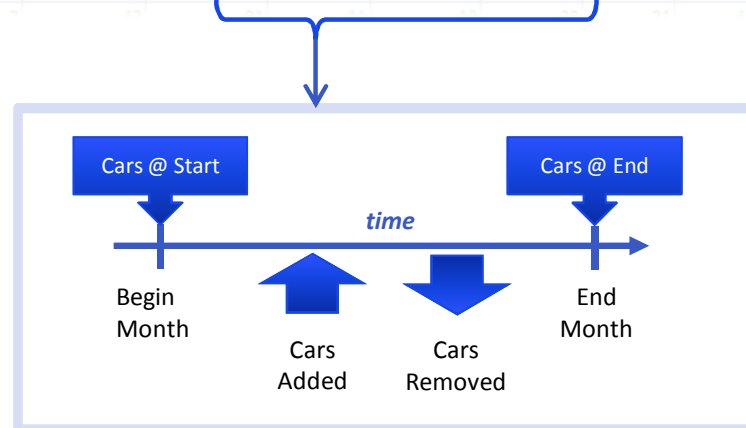 Cars @ Start
Cars @ End
time
Begin
Month
End
Month
Cars
Added
Cars
Removed